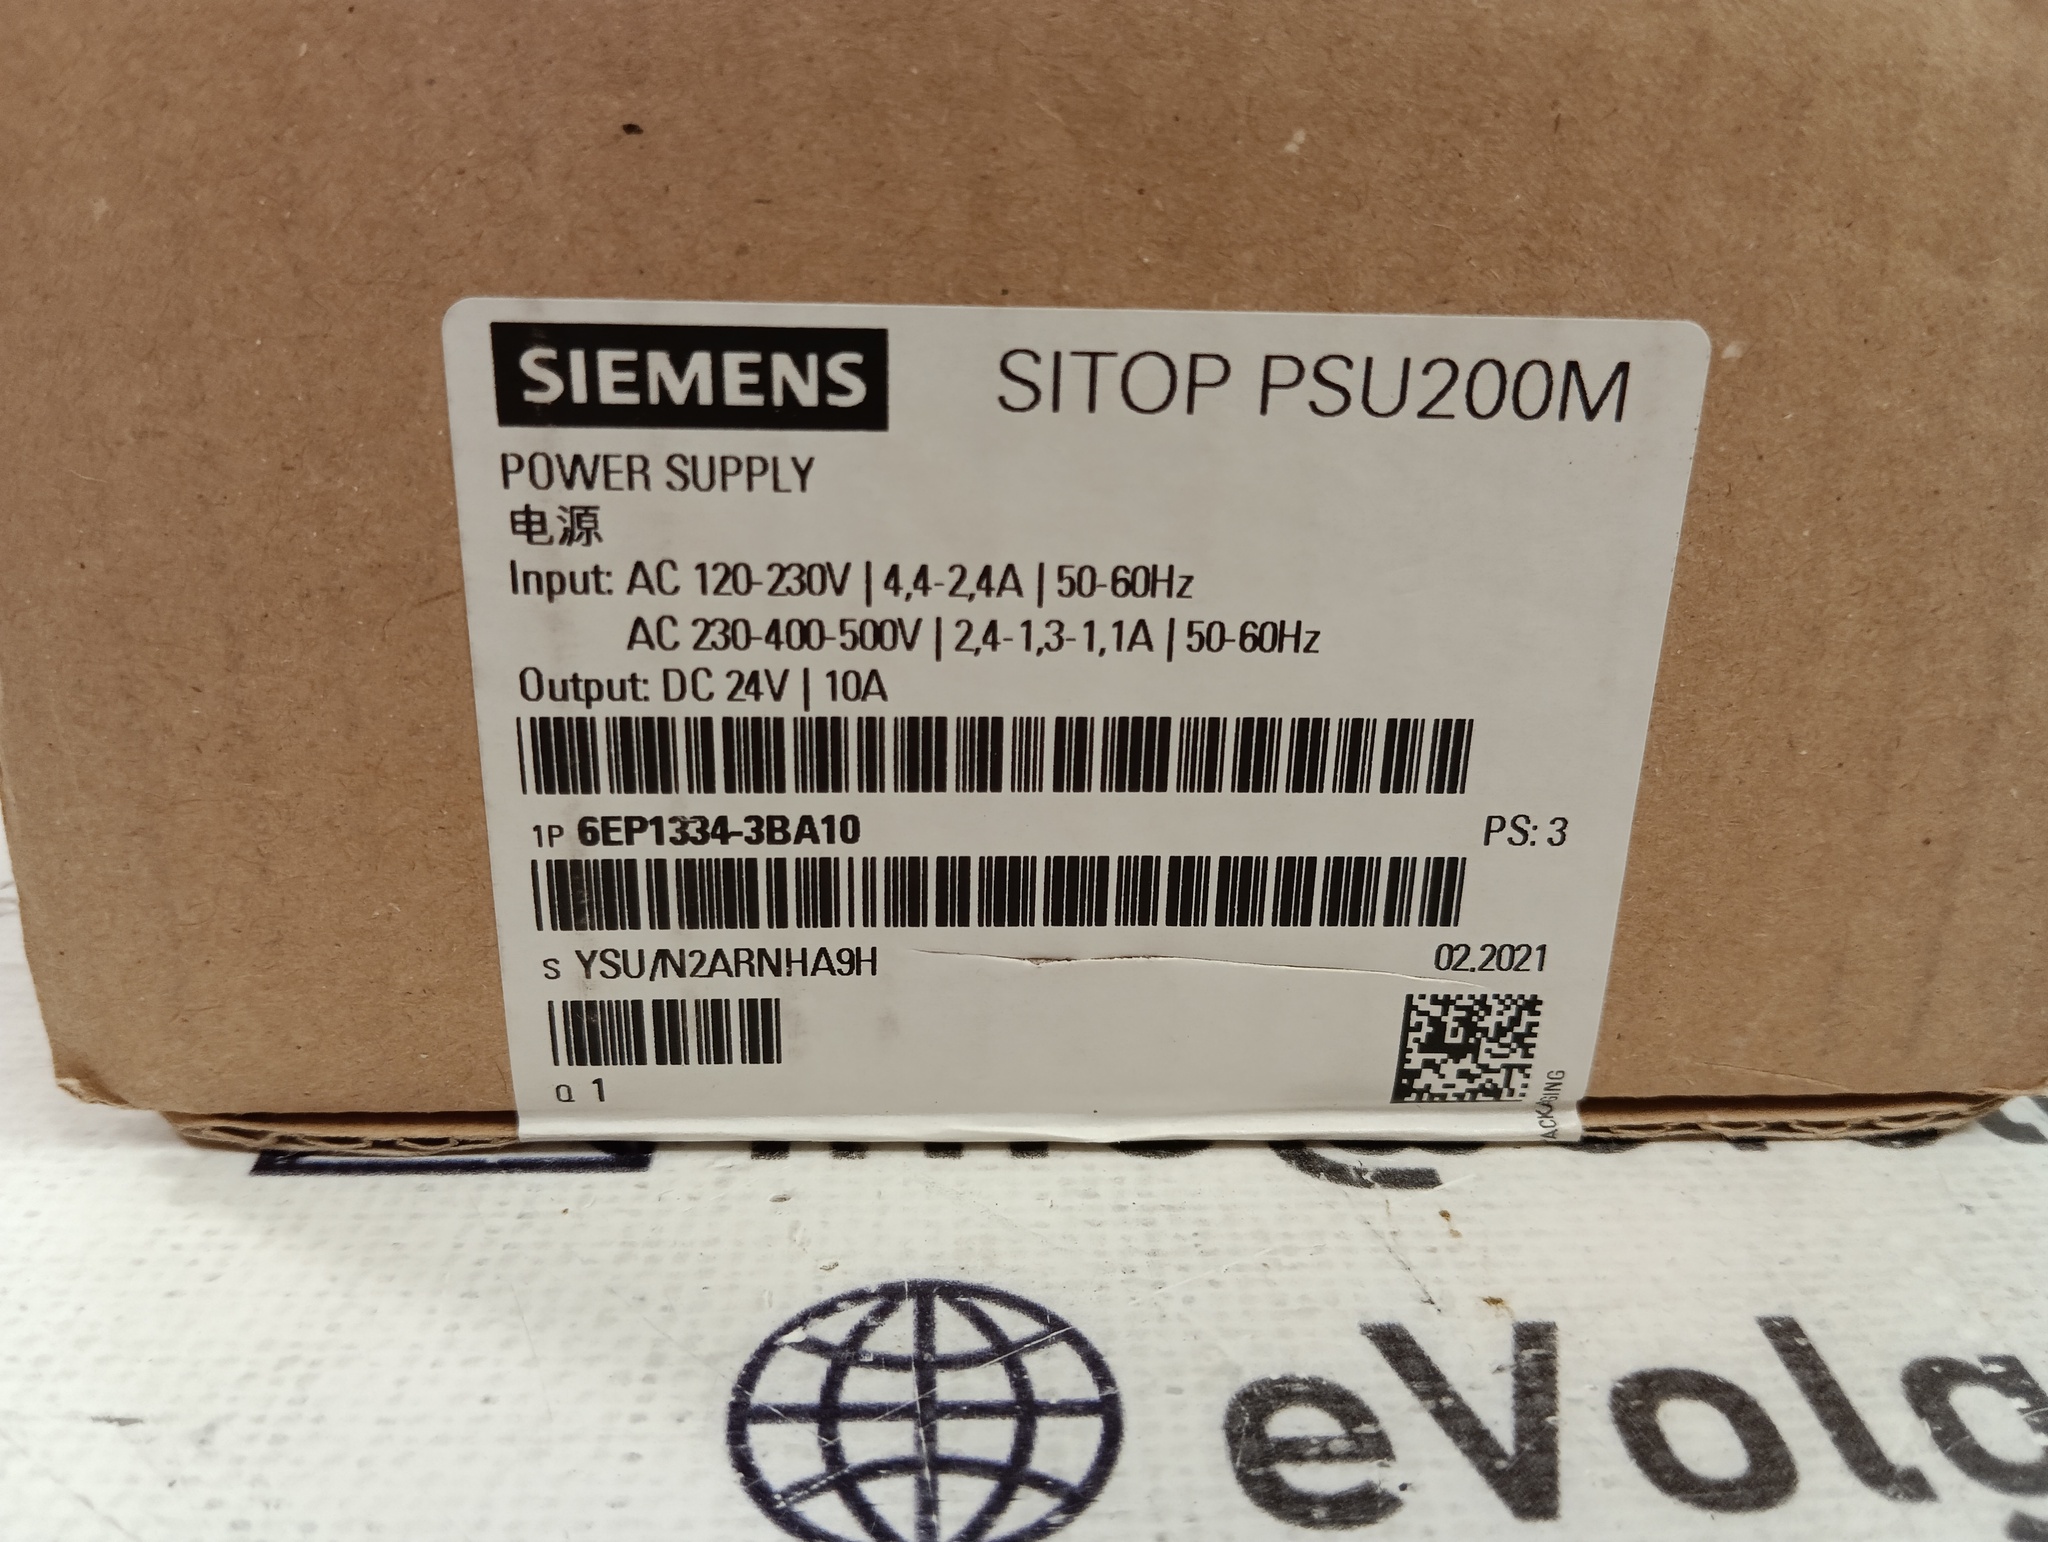 SIEMENS SITOP PSU200M
POWER SUPPLY
电源
Input: AC 120-230V | 4,4-2,4A | 50-60Hz
AC 230-400-500V | 2,4-1,3-1,1A | 50-60Hz
Output: DC 24V | 10A
1P 6EP1334-3BA10 PS: 3
S YSU/N2ARNHA9H 02.2021
Q 1
ACKAGING
eVolg